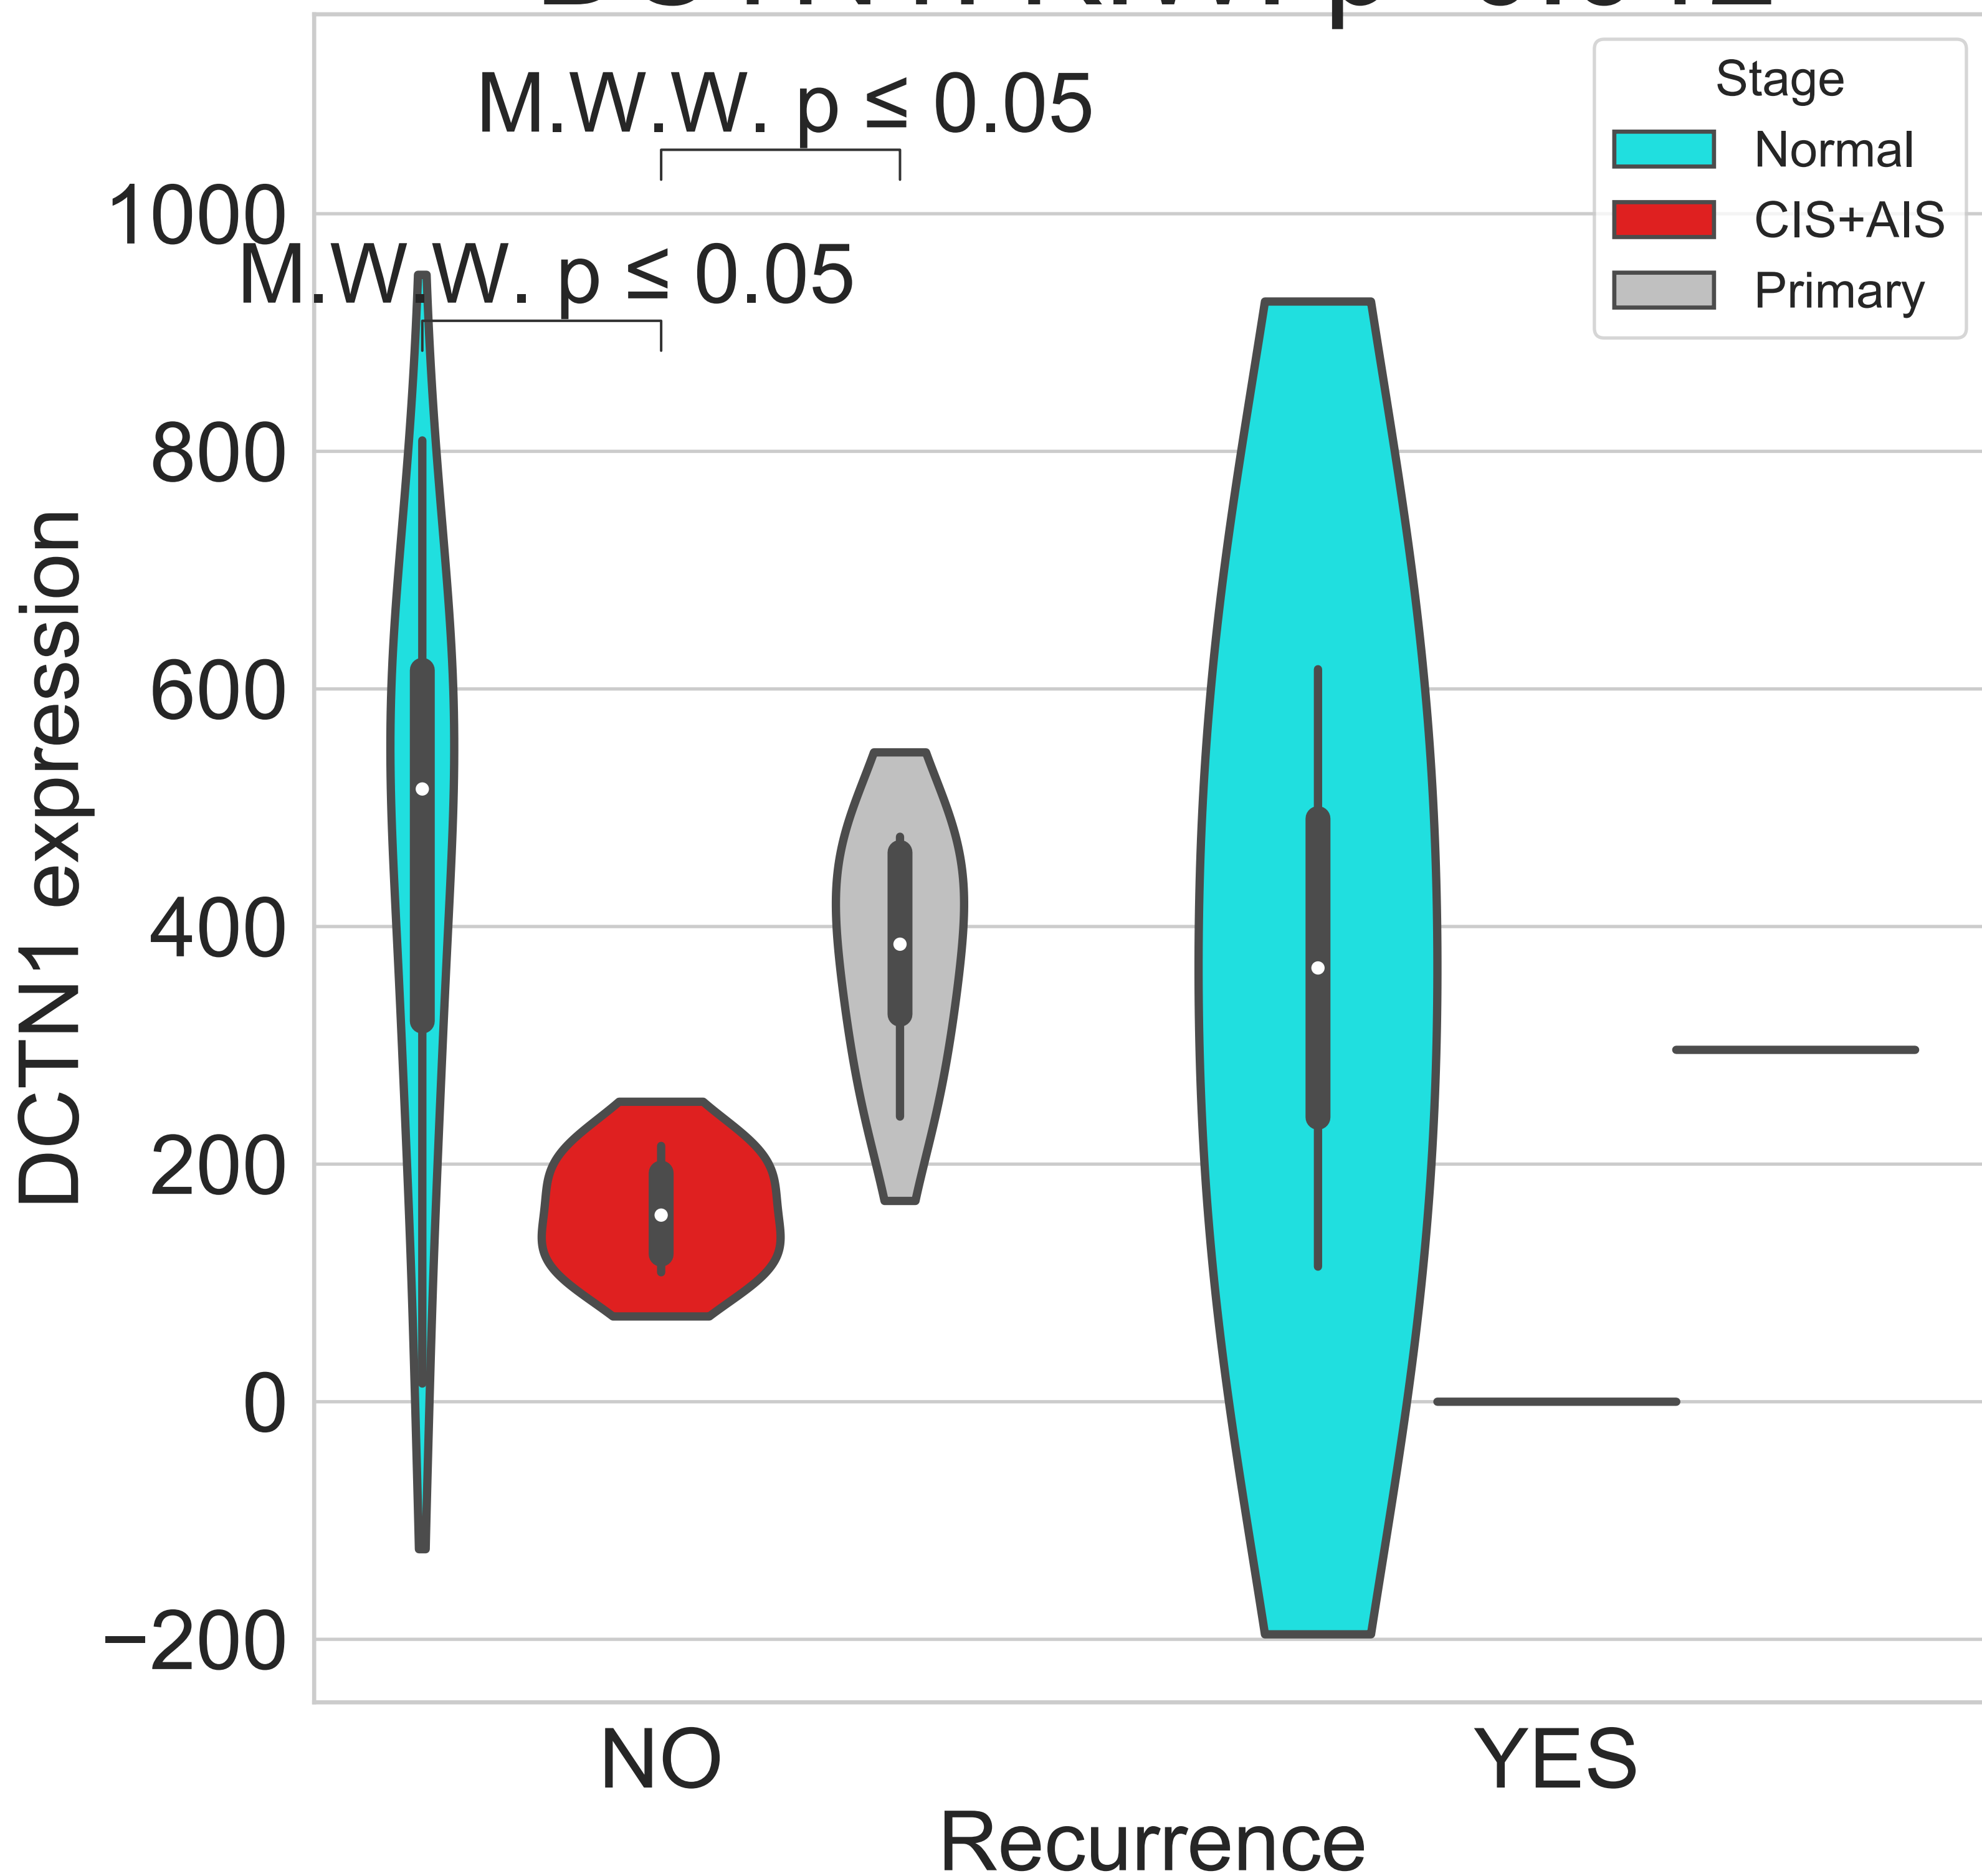 M.W.W. p ≤ 0.05
M.W.W. p ≤ 0.05
Stage
Normal
CIS+AIS
Primary
1000
800
600
400
200
0
−200
DCTN1 expression
NO
YES
Recurrence